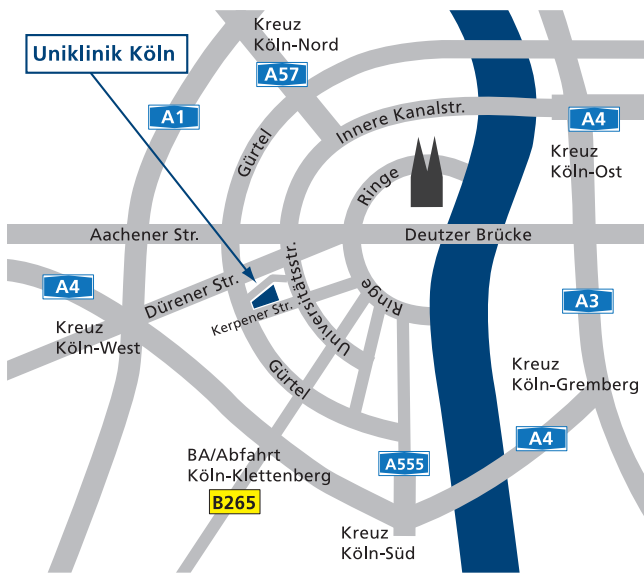 Kreuz
Köln-Nord
Uniklinik Köln
A57
A1
Innere Kanalstr.
A4
Gürtel
Kreuz
Köln-Ost
Ringe
Aachener Str.
Deutzer Brücke
Universitätsstr.
A4
Dürener Str.
Ringe
A3
Kerpener Str.
Kreuz
Köln-West
Kreuz
Köln-Gremberg
Gürtel
A4
BA/Abfahrt
Köln-Klettenberg
A555
B265
Kreuz
Köln-Süd